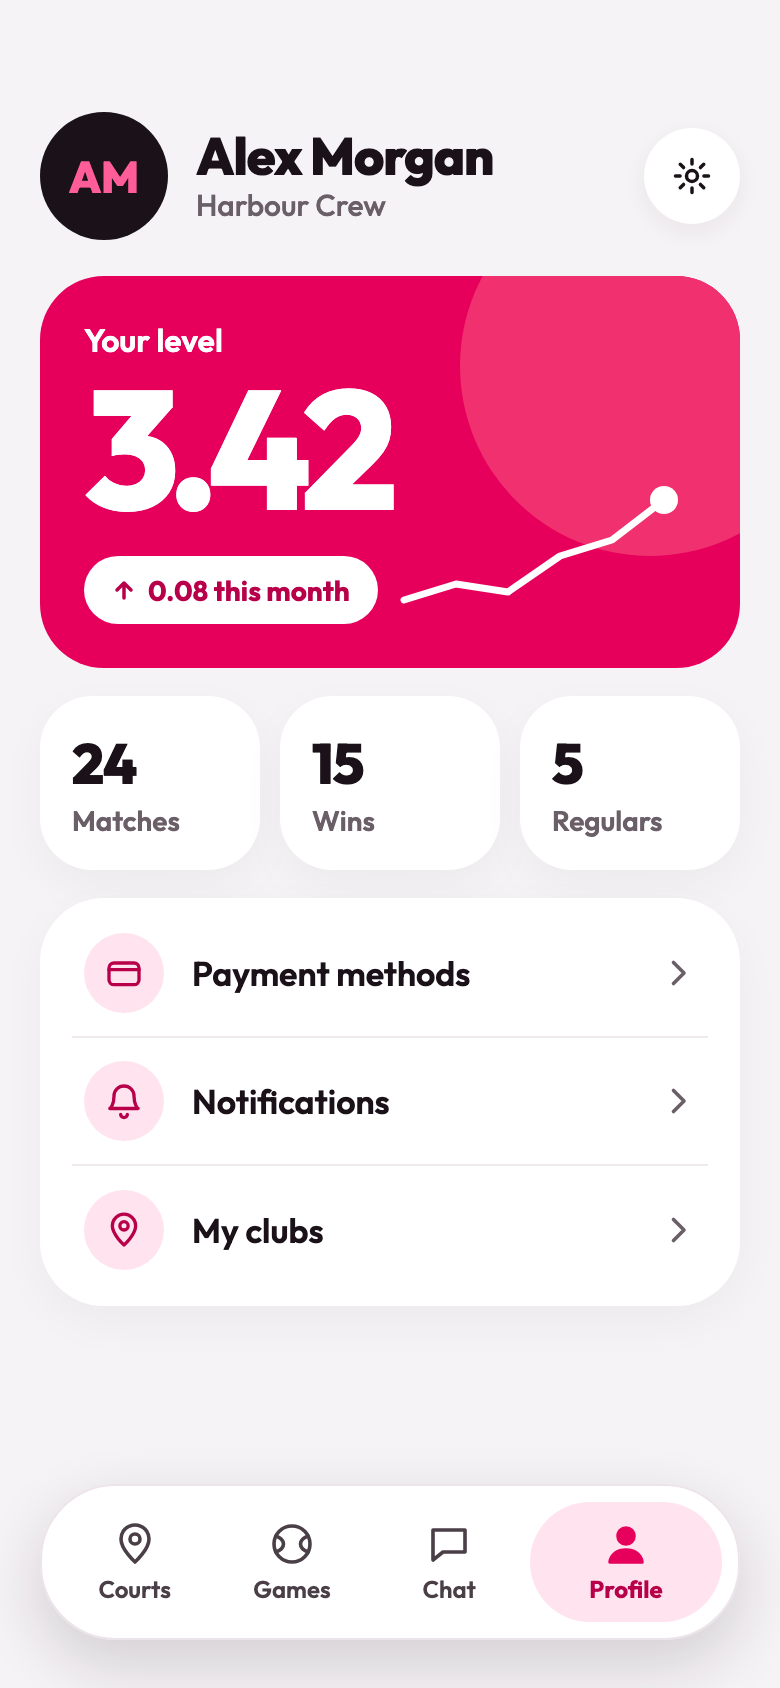 AM
Alex Morgan
Harbour Crew
Your level
3.42
0.08 this month
24
Matches
15
Wins
5
Regulars
Payment methods
Notifications
My clubs
Courts
Games
Chat
Profile